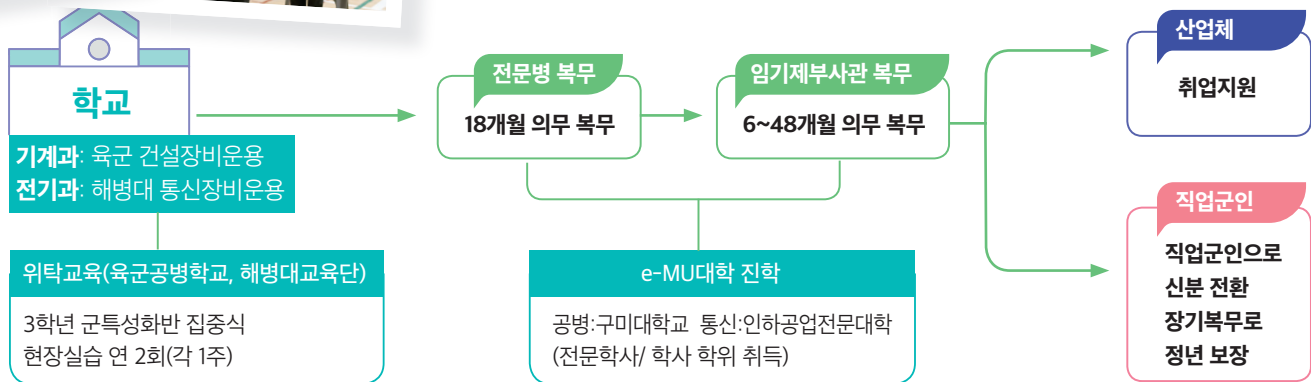 학교
기계과: 육군 건설장비운용
전기과: 해병대 통신장비운용
위탁교육(육군공병학교, 해병대교육단)
3학년 군특성화반 집중식
현장실습 연 2회(각 1주)
전문병 복무
18개월 의무 복무
임기제부사관 복무
6~48개월 의무 복무
e-MU대학 진학
공병:구미대학교 통신:인하공업전문대학
(전문학사/ 학사 학위 취득)
산업체
취업지원
직업군인
직업군인으로
신분 전환
장기복무로
정년 보장